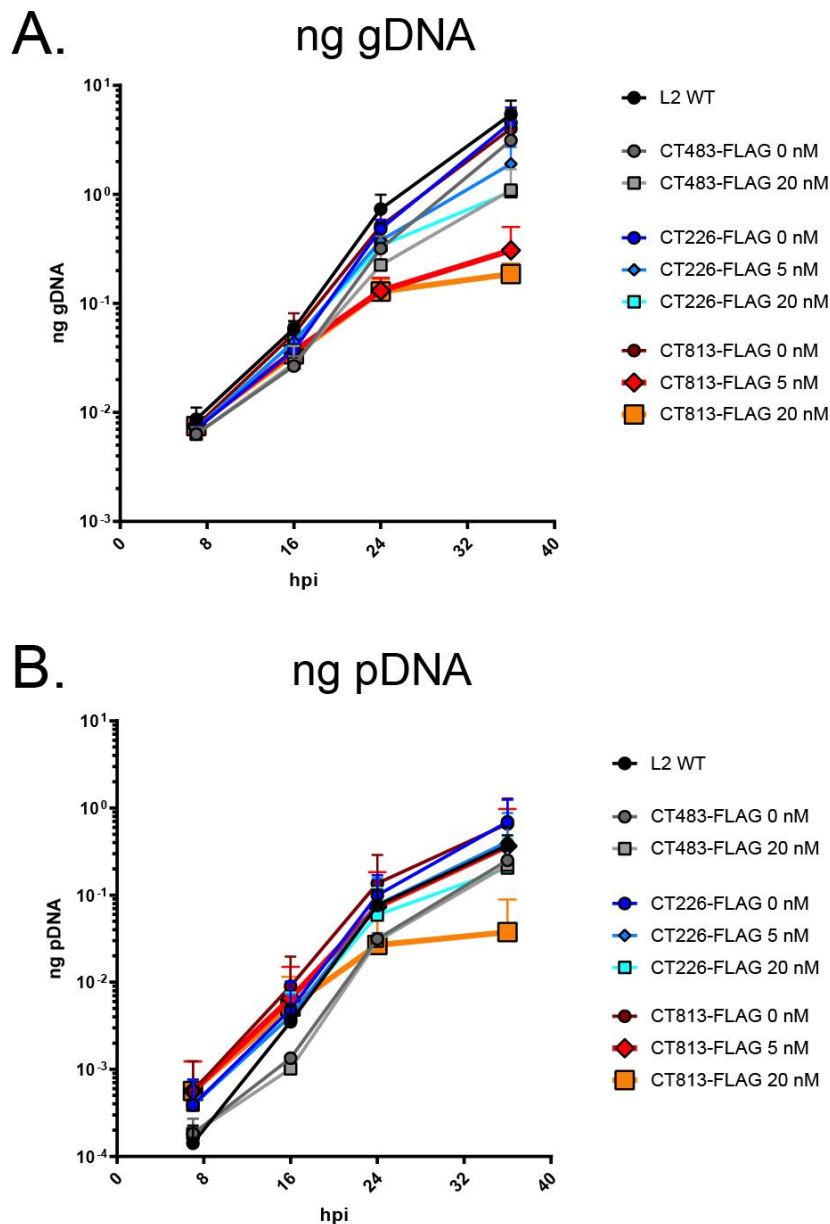 A.
ng gDNA
10^1
10^0
10^-1
10^-2
10^-3
ng gDNA
0
8
16
24
32
40
hpi
L2 WT
CT483-FLAG 0 nM
CT483-FLAG 20 nM
CT226-FLAG 0 nM
CT226-FLAG 5 nM
CT226-FLAG 20 nM
CT813-FLAG 0 nM
CT813-FLAG 5 nM
CT813-FLAG 20 nM
B.
ng pDNA
10^1
10^0
10^-1
10^-2
10^-3
10^-4
ng pDNA
0
8
16
24
32
40
hpi
L2 WT
CT483-FLAG 0 nM
CT483-FLAG 20 nM
CT226-FLAG 0 nM
CT226-FLAG 5 nM
CT226-FLAG 20 nM
CT813-FLAG 0 nM
CT813-FLAG 5 nM
CT813-FLAG 20 nM